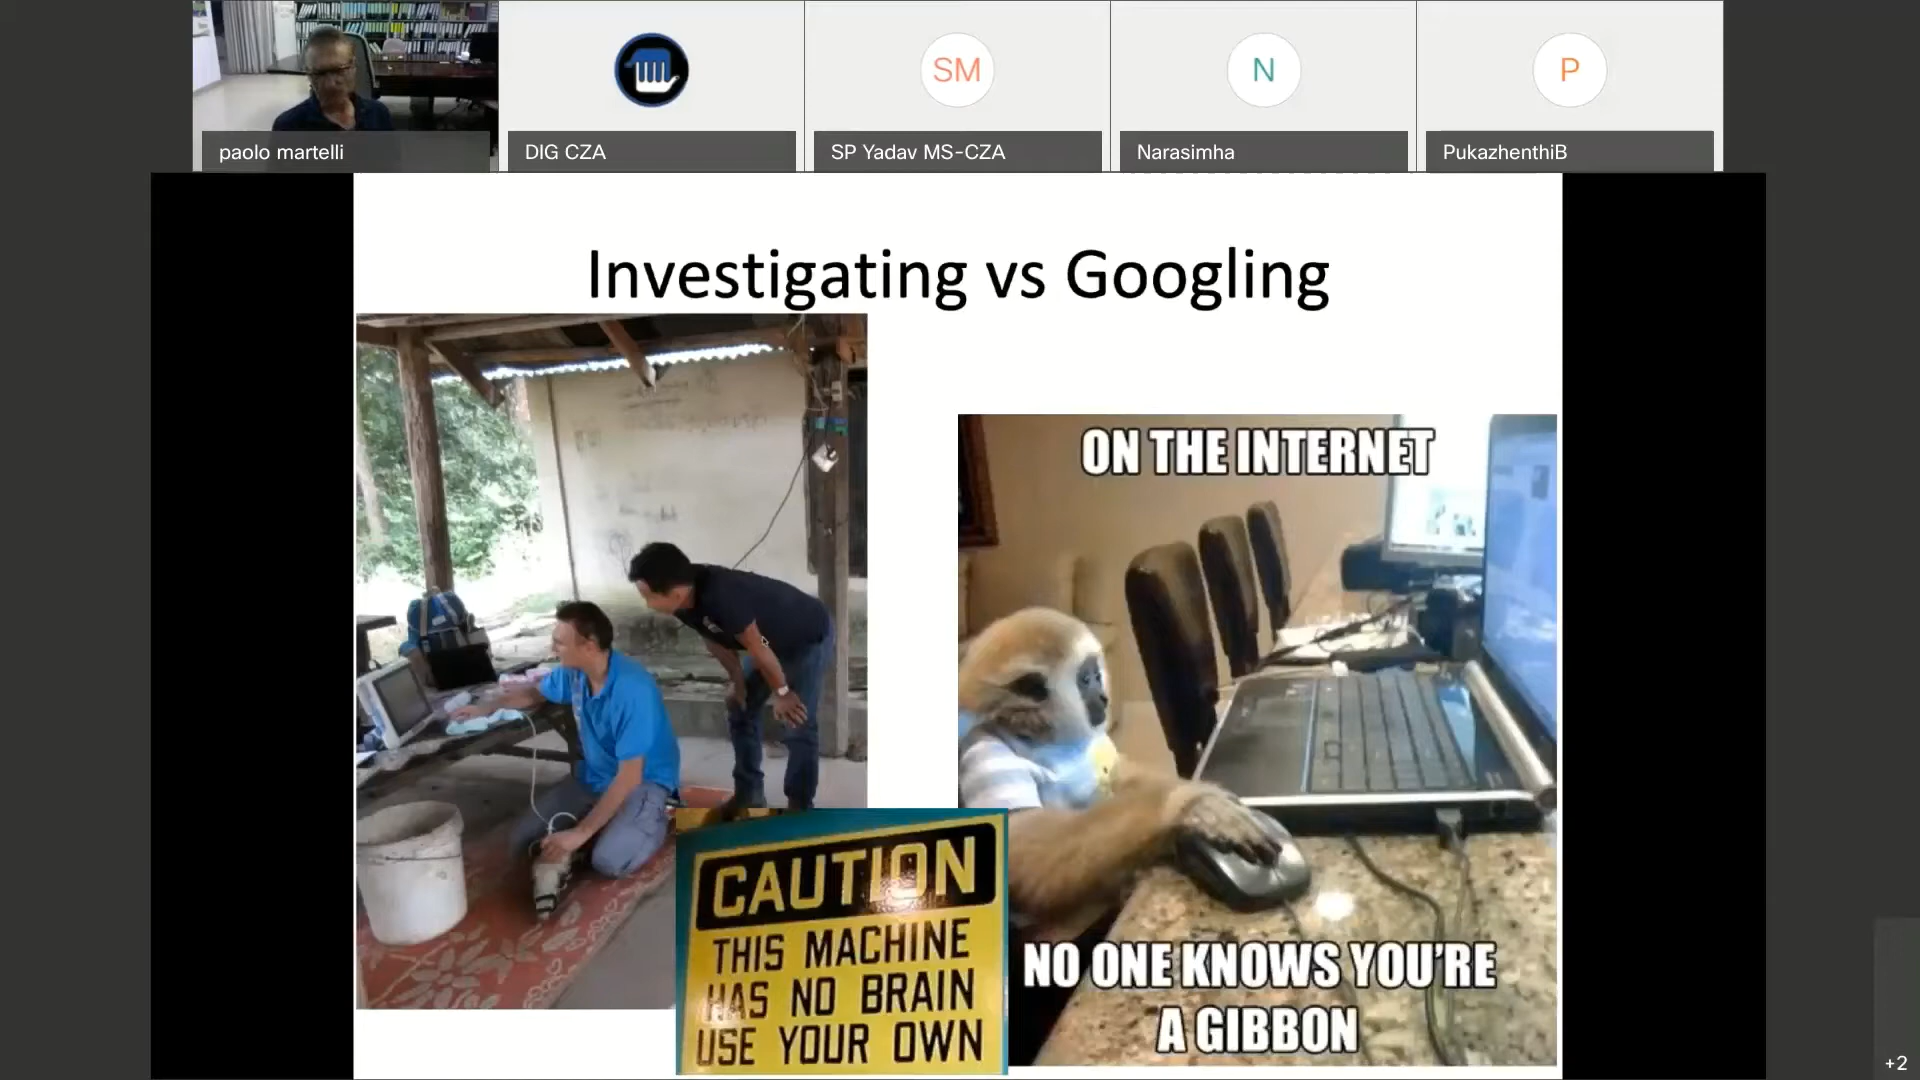 paolo martelli
DIG CZA
SM
SP Yadav MS-CZA
N
Narasimha
P
PukazhenthiB
Investigating vs Googling
ON THE INTERNET
NO ONE KNOWS YOU'RE
A GIBBON
CAUTION
THIS MACHINE
HAS NO BRAIN
USE YOUR OWN
+2